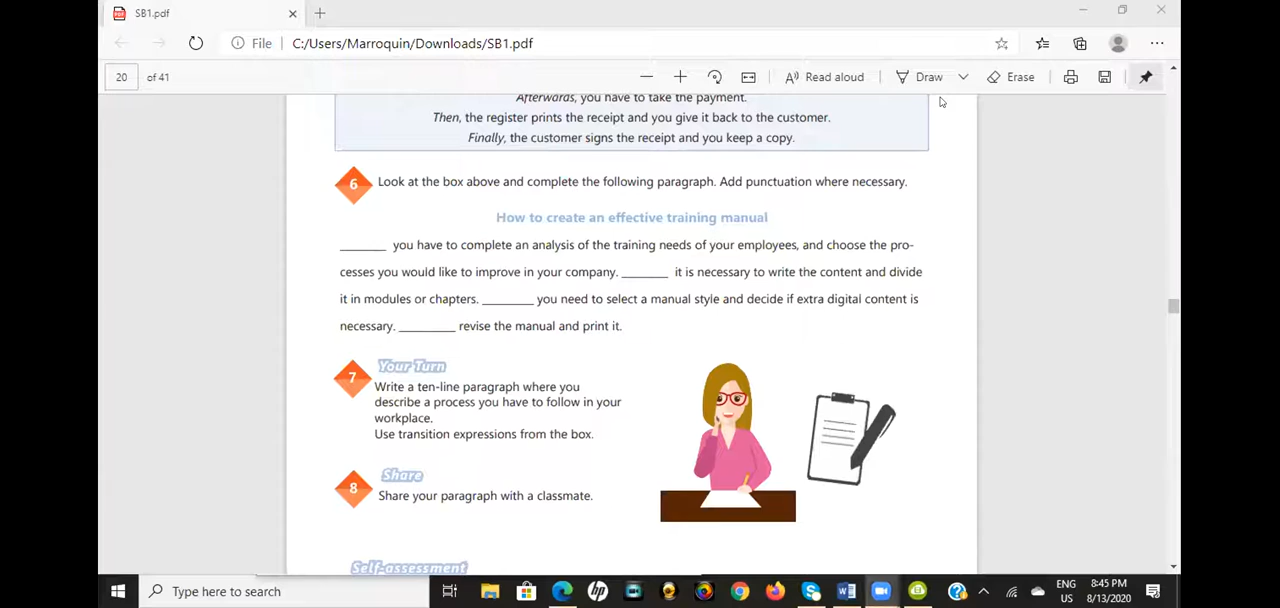 SB1.pdf
File C:/Users/Marroquin/Downloads/SB1.pdf
20 of 41 Read aloud Draw Erase
Afterwards, you have to take the payment.
Then, the register prints the receipt and you give it back to the customer.
Finally, the customer signs the receipt and you keep a copy.
6 Look at the box above and complete the following paragraph. Add punctuation where necessary.
How to create an effective training manual
_______ you have to complete an analysis of the training needs of your employees, and choose the pro-
cesses you would like to improve in your company. _______ it is necessary to write the content and divide
it in modules or chapters. ________ you need to select a manual style and decide if extra digital content is
necessary. _________ revise the manual and print it.
7 Your Turn
Write a ten-line paragraph where you
describe a process you have to follow in your
workplace.
Use transition expressions from the box.
8 Share
Share your paragraph with a classmate.
Self-assessment
Type here to search
ENG 8:45 PM
US 8/13/2020